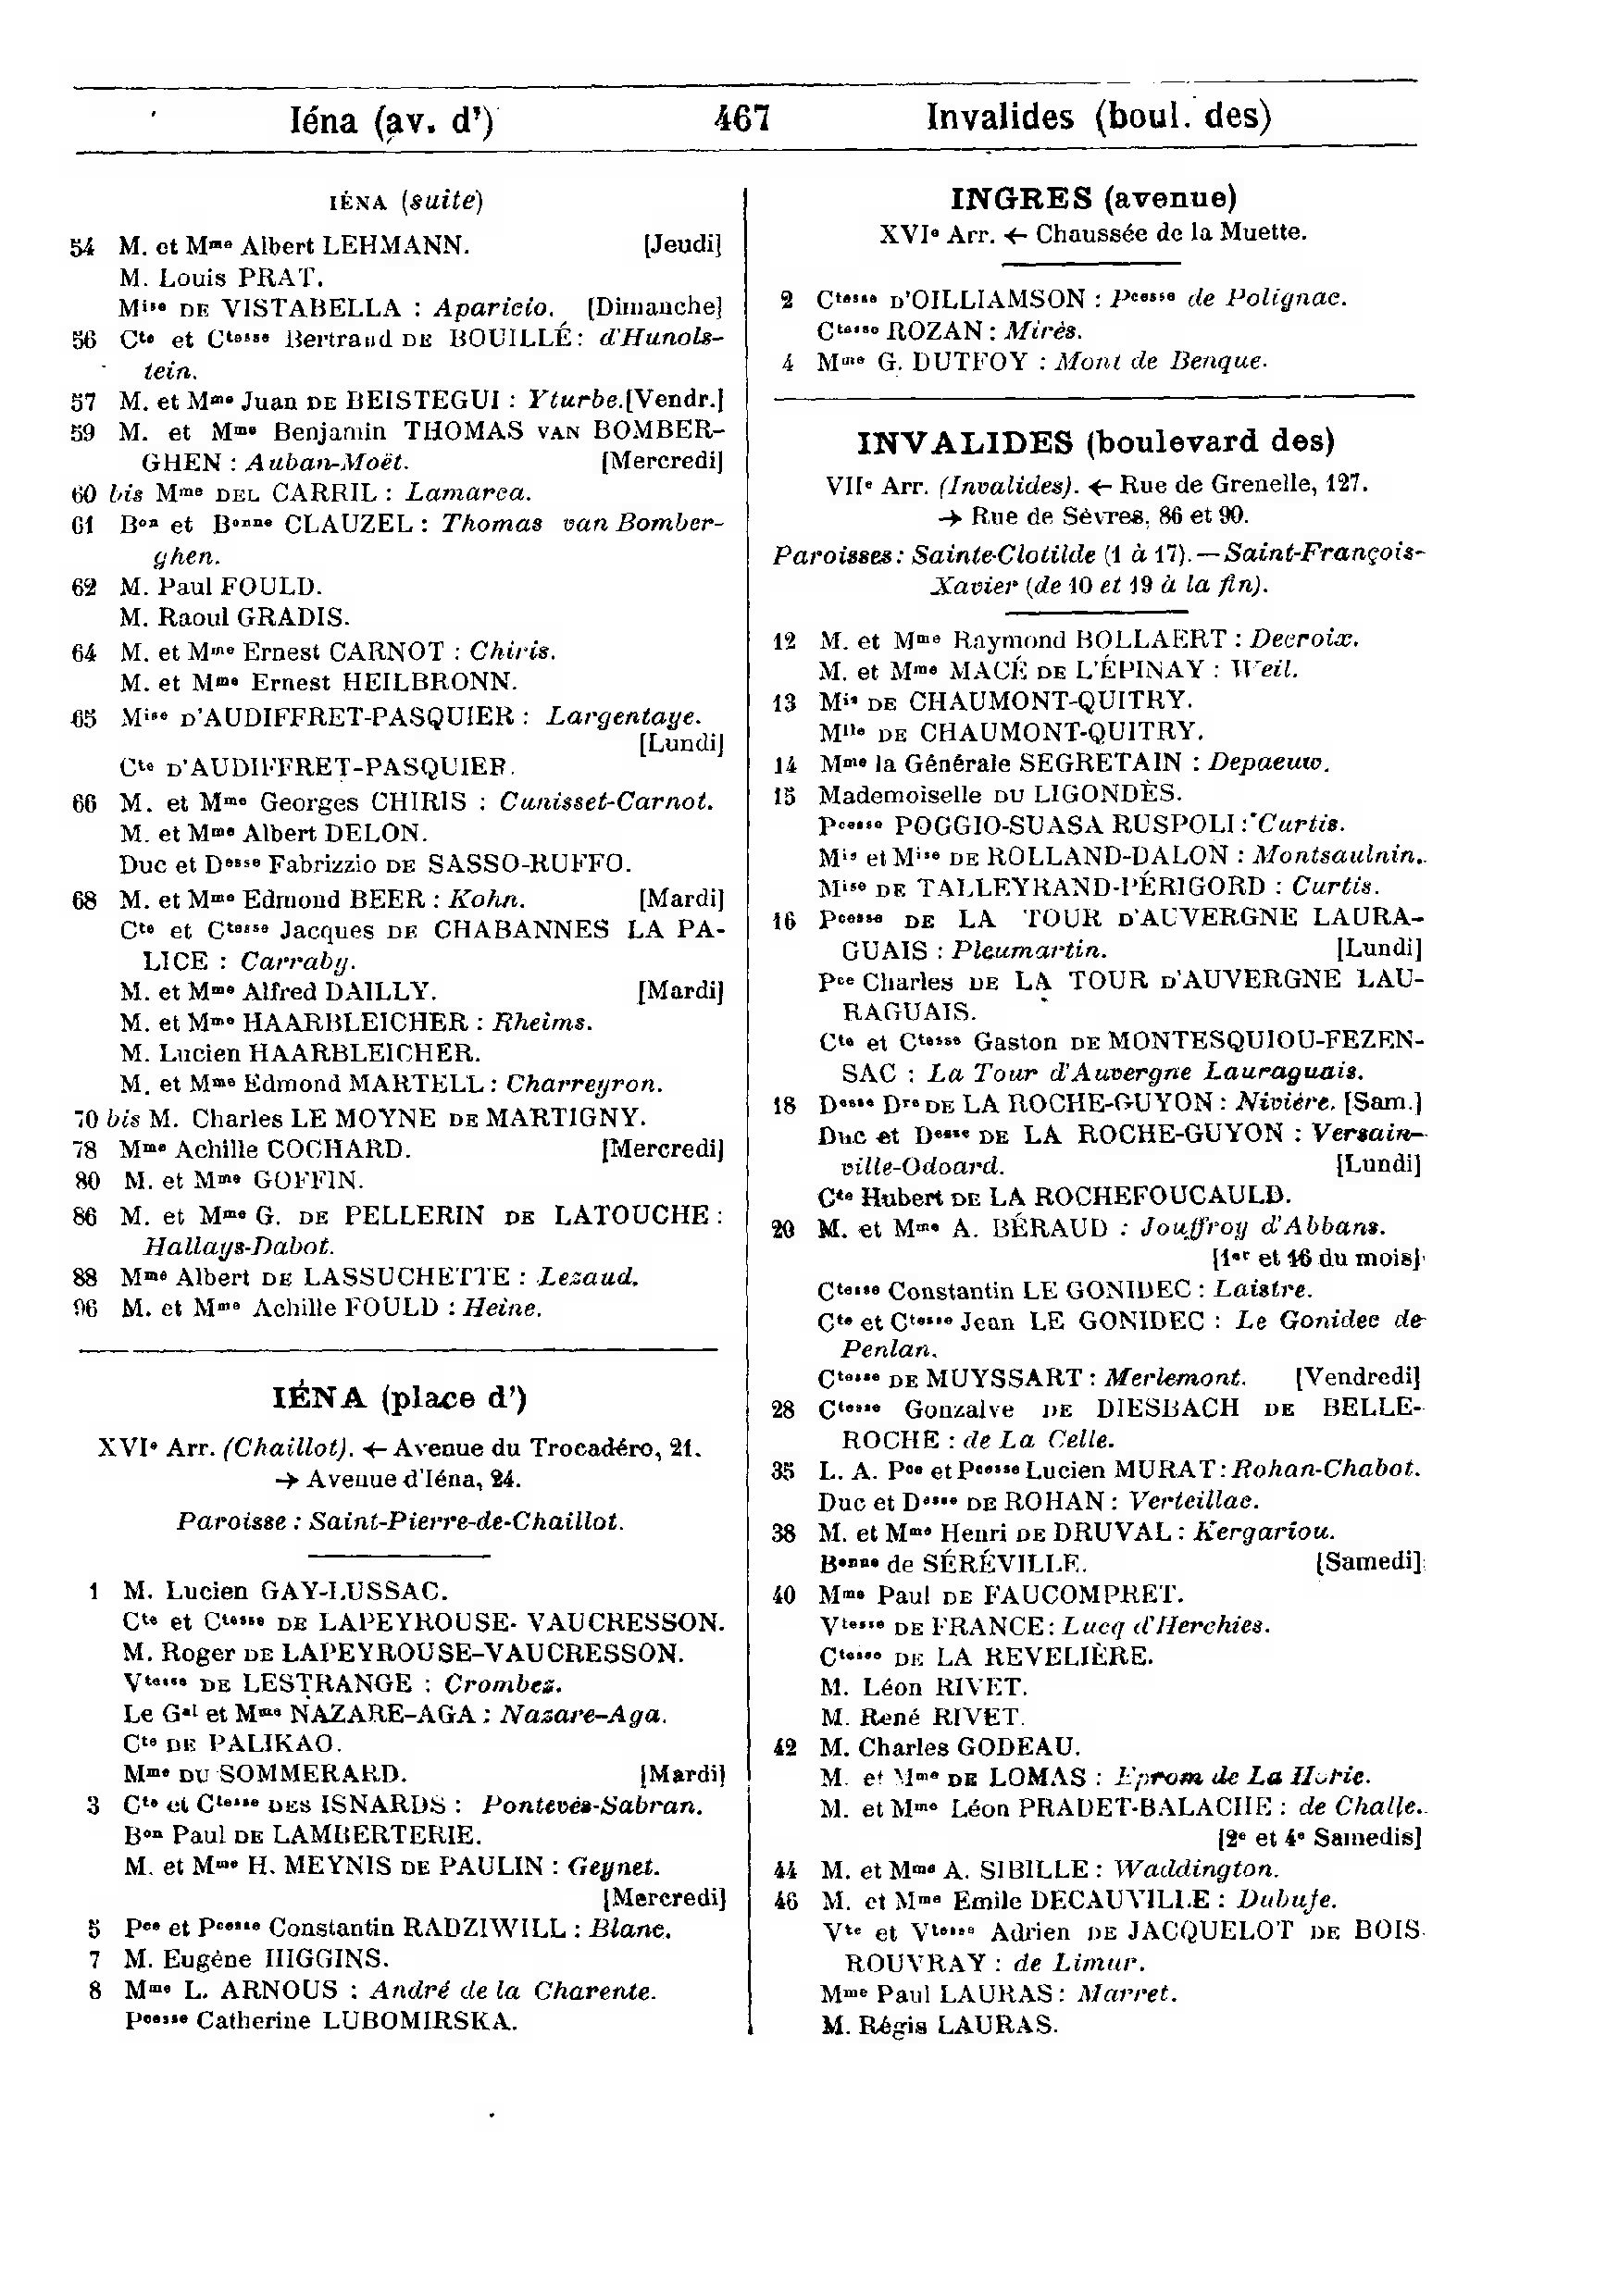 Iéna (av. d') 467 Invalides (boul. des)
IÉNA (suite)
54 M. et Mme Albert LEHMANN. [Jeudi]
M. Louis PRAT.
Mise DE VISTABELLA : Aparicio. [Dimanche]
56 Cte et Ctesse Bertrand DE BOUILLÉ : d'Hunols-
tein.
57 M. et Mme Juan DE BEISTEGUI : Yturbe. [Vendr.]
59 M. et Mme Benjamin THOMAS VAN BOMBER-
GHEN : Auban-Moët. [Mercredi]
60 bis Mme DEL CARRIL : Lamarca.
61 Bon et Bonne CLAUZEL : Thomas van Bomber-
ghen.
62 M. Paul FOULD.
M. Raoul GRADIS.
64 M. et Mme Ernest CARNOT : Chiris.
M. et Mme Ernest HEILBRONN.
65 Mise D'AUDIFFRET-PASQUIER : Largentaye.
[Lundi]
Cte D'AUDIFFRET-PASQUIER.
66 M. et Mme Georges CHIRIS : Cunisset-Carnot.
M. et Mme Albert DELON.
Duc et Desse Fabrizzio DE SASSO-RUFFO.
68 M. et Mme Edmond BEER : Kohn. [Mardi]
Cte et Ctesse Jacques DE CHABANNES LA PA-
LICE : Carraby.
M. et Mme Alfred DAILLY. [Mardi]
M. et Mme HAARBLEICHER : Rheims.
M. Lucien HAARBLEICHER.
M. et Mme Edmond MARTELL : Charreyron.
70 bis M. Charles LE MOYNE DE MARTIGNY.
78 Mme Achille COCHARD. [Mercredi]
80 M. et Mme GOFFIN.
86 M. et Mme G. DE PELLERIN DE LATOUCHE :
Hallays-Dabot.
88 Mme Albert DE LASSUCHETTE : Lezaud.
96 M. et Mme Achille FOULD : Heine.
IÉNA (place d')
XVIe Arr. (Chaillot). ← Avenue du Trocadéro, 21.
→ Avenue d'Iéna, 24.
Paroisse : Saint-Pierre-de-Chaillot.
1 M. Lucien GAY-LUSSAC.
Cte et Ctesse DE LAPEYROUSE-VAUCRESSON.
M. Roger DE LAPEYROUSE-VAUCRESSON.
Vtesse DE LESTRANGE : Crombez.
Le Gal et Mme NAZARE-AGA : Nazare-Aga.
Cte DE PALIKAO.
Mme DU SOMMERARD. [Mardi]
3 Cte et Ctesse DES ISNARDS : Pontevès-Sabran.
Bon Paul DE LAMBERTERIE.
M. et Mme H. MEYNIS DE PAULIN : Geynet.
[Mercredi]
5 Pce et Pcesse Constantin RADZIWILL : Blanc.
7 M. Eugène HIGGINS.
8 Mme L. ARNOUS : André de la Charente.
Pcesse Catherine LUBOMIRSKA.
INGRES (avenue)
XVIe Arr. ← Chaussée de la Muette.
2 Ctesse D'OILLIAMSON : Pcesse de Polignac.
Ctesse ROZAN : Mirès.
4 Mme G. DUTFOY : Mont de Benque.
INVALIDES (boulevard des)
VIIe Arr. (Invalides). ← Rue de Grenelle, 127.
→ Rue de Sèvres, 86 et 90.
Paroisses : Sainte-Clotilde (1 à 17). — Saint-François-
Xavier (de 10 et 19 à la fin).
12 M. et Mme Raymond BOLLAERT : Decroix.
M. et Mme MACÉ DE L'ÉPINAY : Weil.
13 Mis DE CHAUMONT-QUITRY.
Mlle DE CHAUMONT-QUITRY.
14 Mme la Générale SEGRETAIN : Depaeuw.
15 Mademoiselle DU LIGONDÈS.
Pcesse POGGIO-SUASA RUSPOLI : Curtis.
Mis et Mise DE ROLLAND-DALON : Montsaulnin.
Mise DE TALLEYRAND-PÉRIGORD : Curtis.
16 Pcesse DE LA TOUR D'AUVERGNE LAURA-
GUAIS : Pleumartin. [Lundi]
Pce Charles DE LA TOUR D'AUVERGNE LAU-
RAGUAIS.
Cte et Ctesse Gaston DE MONTESQUIOU-FEZEN-
SAC : La Tour d'Auvergne Lauraguais.
18 Desse Dre DE LA ROCHE-GUYON : Nivière. [Sam.]
Duc et Desse DE LA ROCHE-GUYON : Versain-
ville-Odoard. [Lundi]
Cte Hubert DE LA ROCHEFOUCAULD.
20 M. et Mme A. BÉRAUD : Jouffroy d'Abbans.
[1er et 16 du mois]
Ctesse Constantin LE GONIDEC : Laistre.
Cte et Ctesse Jean LE GONIDEC : Le Gonidec de
Penlan.
Ctesse DE MUYSSART : Merlemont. [Vendredi]
28 Ctesse Gonzalve DE DIESBACH DE BELLE-
ROCHE : de La Celle.
35 L. A. Pce et Pcesse Lucien MURAT : Rohan-Chabot.
Duc et Desse DE ROHAN : Verteillac.
38 M. et Mme Henri DE DRUVAL : Kergariou.
Bonne de SÉRÉVILLE. [Samedi]
40 Mme Paul DE FAUCOMPRET.
Vtesse DE FRANCE : Lucq d'Herchies.
Ctesse DE LA REVELIÈRE.
M. Léon RIVET.
M. René RIVET.
42 M. Charles GODEAU.
M. et Mme DE LOMAS : Eprom de La Horie.
M. et Mme Léon PRADET-BALACHE : de Challe.
[2e et 4e Samedis]
44 M. et Mme A. SIBILLE : Waddington.
46 M. et Mme Emile DECAUVILLE : Dubufe.
Vte et Vtesse Adrien DE JACQUELOT DE BOIS
ROUVRAY : de Limur.
Mme Paul LAURAS : Marret.
M. Régis LAURAS.